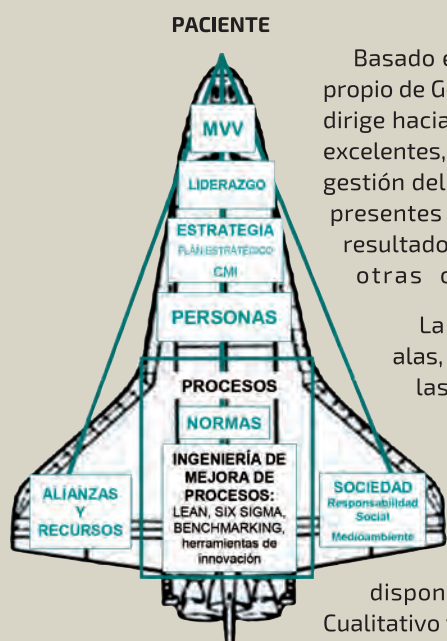 PACIENTE
MVV
LIDERAZGO
ESTRATEGIA
PLAN ESTRATÉGICO
CMI
PERSONAS
PROCESOS
NORMAS
INGENIERÍA DE
MEJORA DE
PROCESOS:
LEAN, SIX SIGMA,
BENCHMARKING,
herramientas de
innovación
ALIANZAS
Y
RECURSOS
SOCIEDAD
Responsabilidad
Social
Medioambiente
Basado e
propio de G
dirige hacia
excelentes,
gestión del
presentes
resultado
otras
La
alas,
las
dispon
Cualitativo